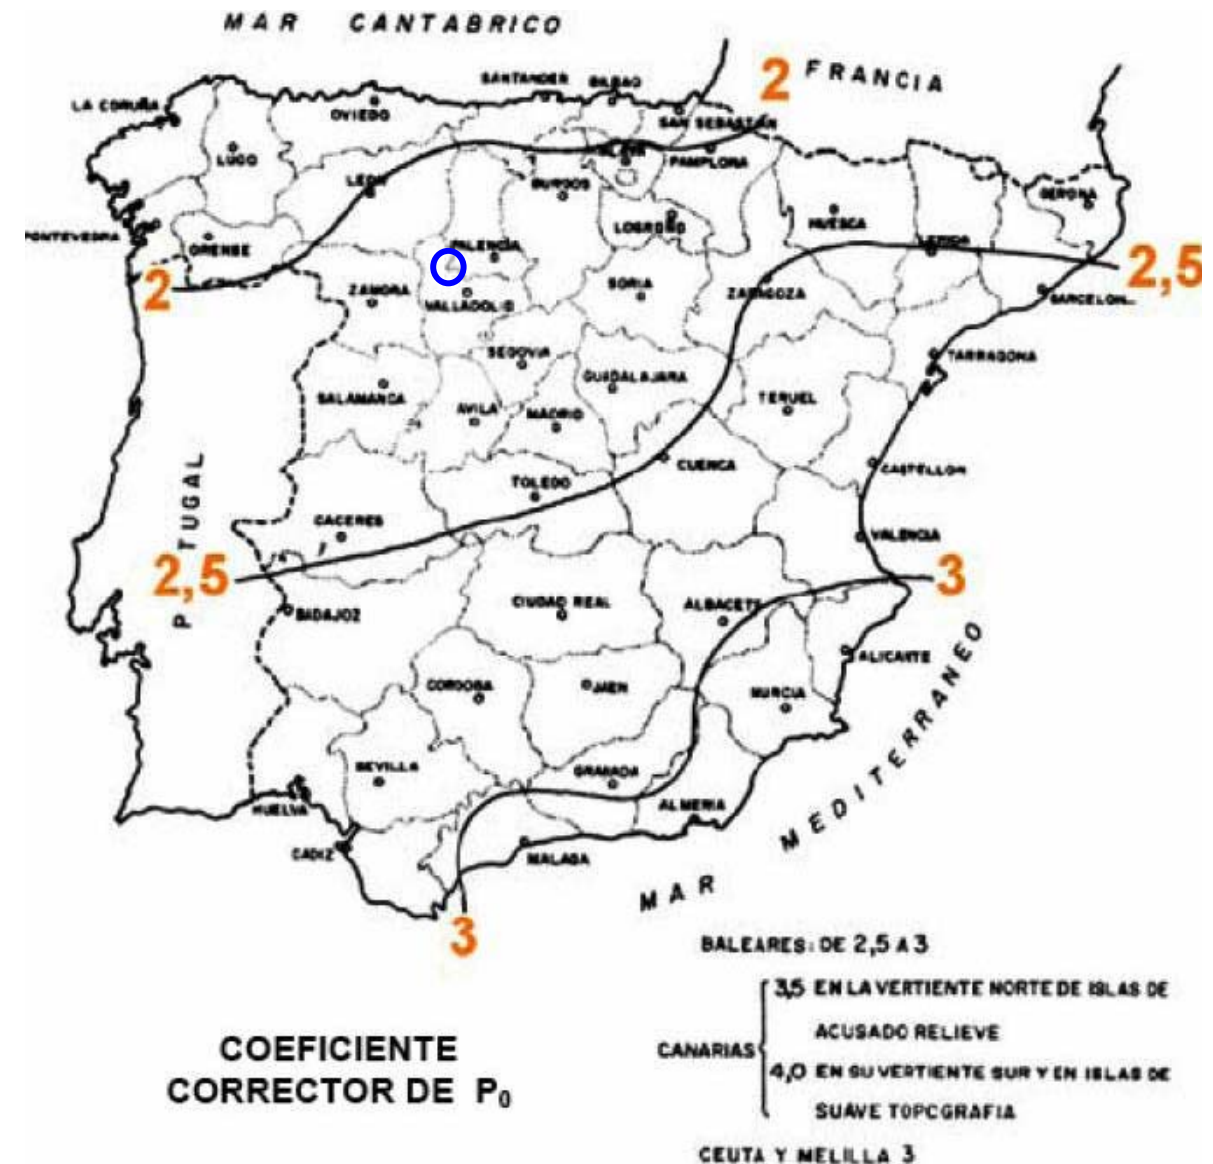 MAR CANTABRICO
FRANCIA
2
SANTANDER
BILBAO
LA CORUÑA
OVIEDO
SAN SEBASTIAN
LUGO
PAMPLONA
LEON
BURGOS
GERONA
PONTEVEDRA
ORENSE
LOGROÑO
HUESCA
PALENCIA
LERIDA
2,5
2
ZAMORA
VALLADOLID
SORIA
ZARAGOZA
BARCELON
SEGOVIA
TARRAGONA
GUADALAJARA
SALAMANCA
AVILA
MADRID
TERUEL
CUENCA
CASTELLON
TOLEDO
P TUGAL
CACERES
VALENCIA
2,5
3
CIUDAD REAL
ALBACETE
BADAJOZ
ALICANTE
CORDOBA
JAEN
MURCIA
SEVILLA
GRANADA
HUELVA
ALMERIA
CADIZ
MALAGA
MAR MEDITERRANEO
3
BALEARES: DE 2,5 A 3
CANARIAS
3,5 EN LA VERTIENTE NORTE DE ISLAS DE
ACUSADO RELIEVE
4,0 EN SU VERTIENTE SUR Y EN ISLAS DE
SUAVE TOPOGRAFIA
CEUTA Y MELILLA 3
COEFICIENTE
CORRECTOR DE P₀